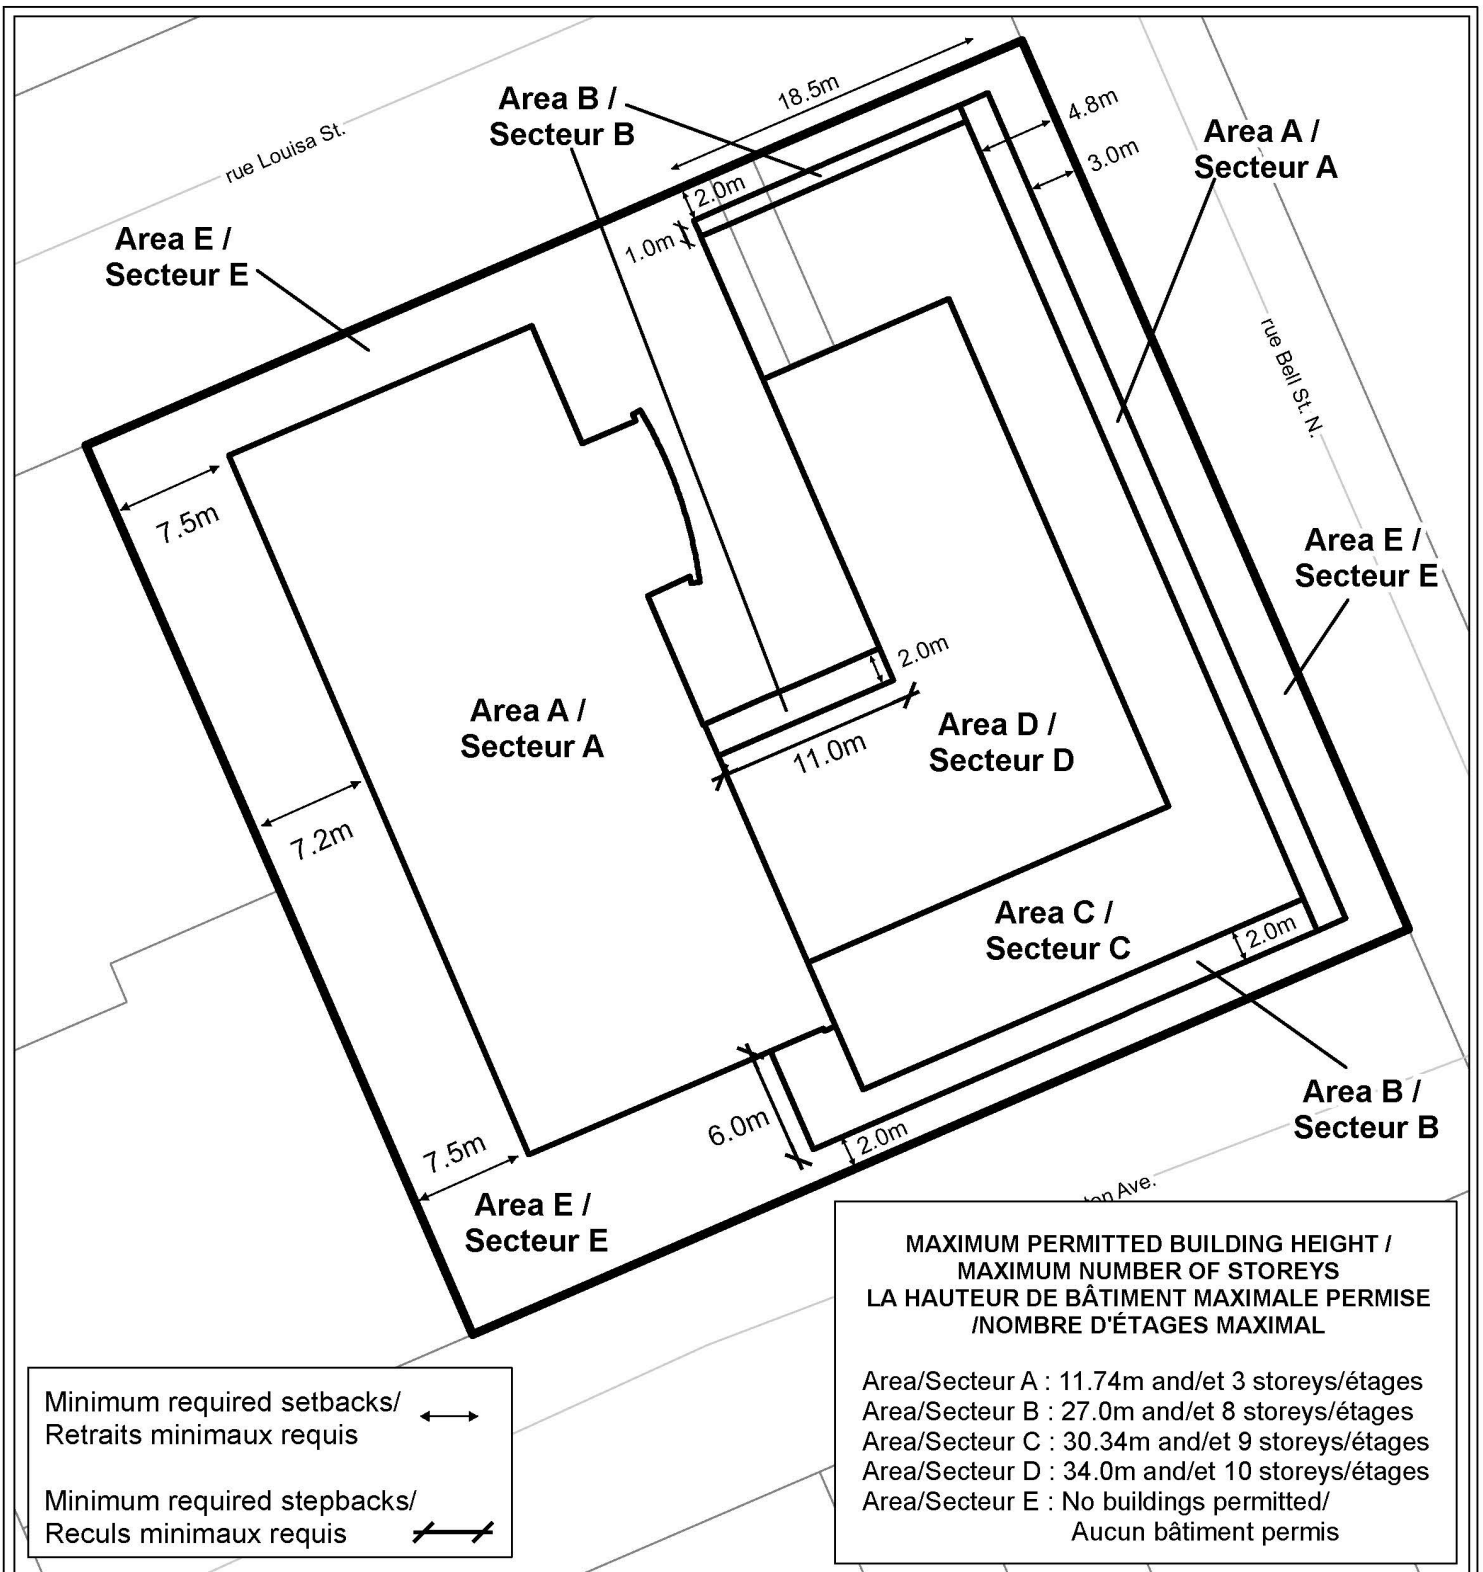 18.5m
Area B /
Secteur B
4.8m
Area A /
Secteur A
rue Louisa St.
3.0m
2.0m
1.0m
Area E /
Secteur E
rue Bell St. N.
7.5m
Area E /
Secteur E
2.0m
Area A /
Secteur A
Area D /
Secteur D
11.0m
7.2m
Area C /
Secteur C
2.0m
Area B /
Secteur B
6.0m
2.0m
7.5m
Area E /
Secteur E
Ave.
MAXIMUM PERMITTED BUILDING HEIGHT /
MAXIMUM NUMBER OF STOREYS
LA HAUTEUR DE BÂTIMENT MAXIMALE PERMISE
/NOMBRE D'ÉTAGES MAXIMAL
Area/Secteur A : 11.74m and/et 3 storeys/étages
Area/Secteur B : 27.0m and/et 8 storeys/étages
Area/Secteur C : 30.34m and/et 9 storeys/étages
Area/Secteur D : 34.0m and/et 10 storeys/étages
Area/Secteur E : No buildings permitted/
Aucun bâtiment permis
Minimum required setbacks/
Retraits minimaux requis
Minimum required stepbacks/
Reculs minimaux requis